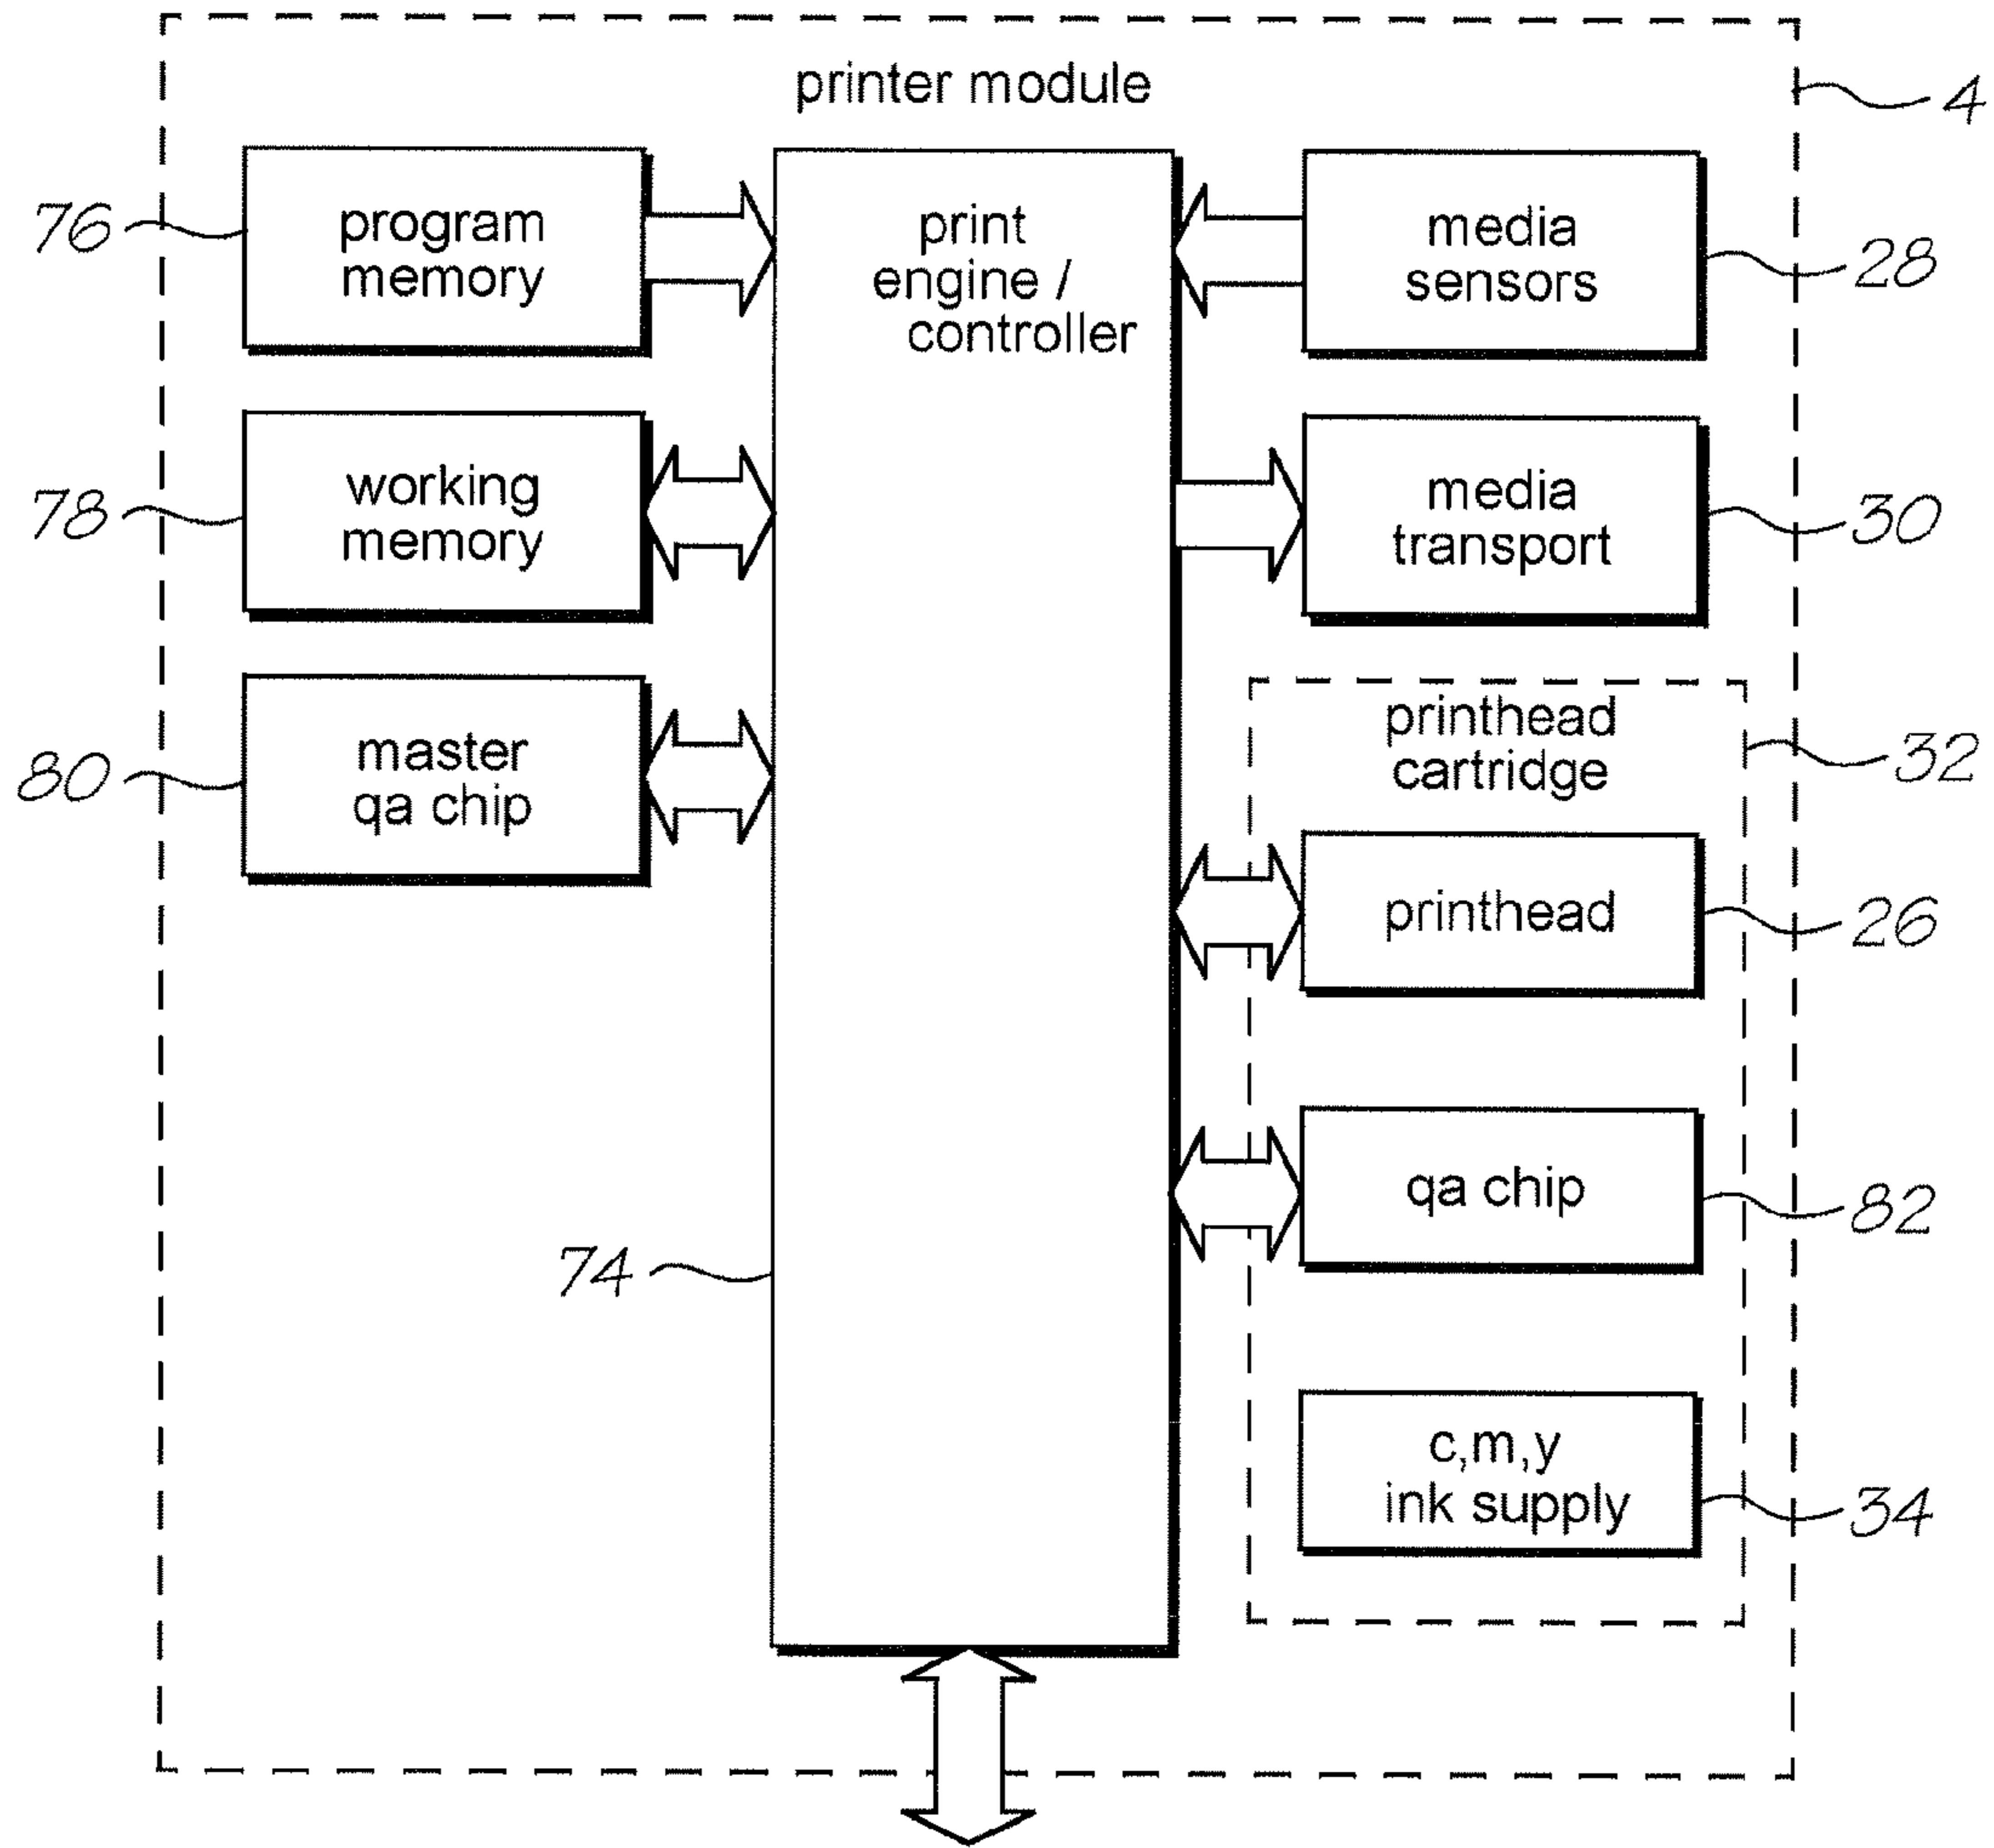 printer module
4
76
program
memory
print
engine /
controller
media
sensors
28
78
working
memory
media
transport
30
80
master
qa chip
printhead
cartridge
32
printhead
26
74
qa chip
82
c,m,y
ink supply
34